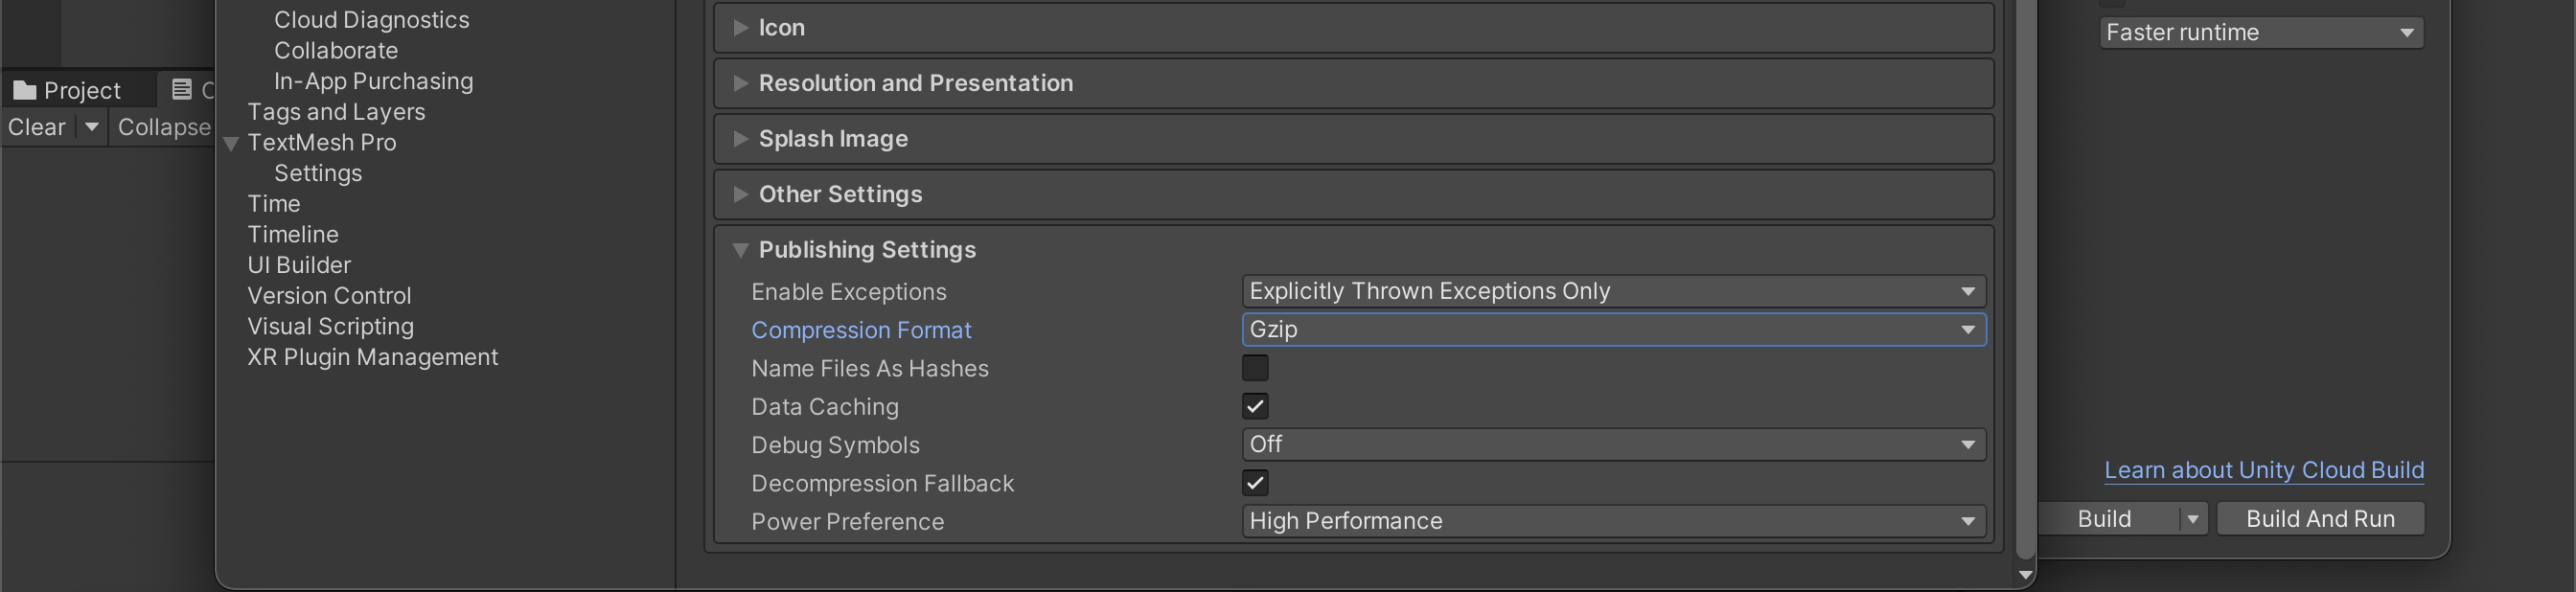 Project
Clear
Collapse
Cloud Diagnostics
Collaborate
In-App Purchasing
Tags and Layers
TextMesh Pro
Settings
Time
Timeline
UI Builder
Version Control
Visual Scripting
XR Plugin Management
Icon
Resolution and Presentation
Splash Image
Other Settings
Publishing Settings
Enable Exceptions Explicitly Thrown Exceptions Only
Compression Format Gzip
Name Files As Hashes
Data Caching
Debug Symbols Off
Decompression Fallback
Power Preference High Performance
Faster runtime
Learn about Unity Cloud Build
Build Build And Run